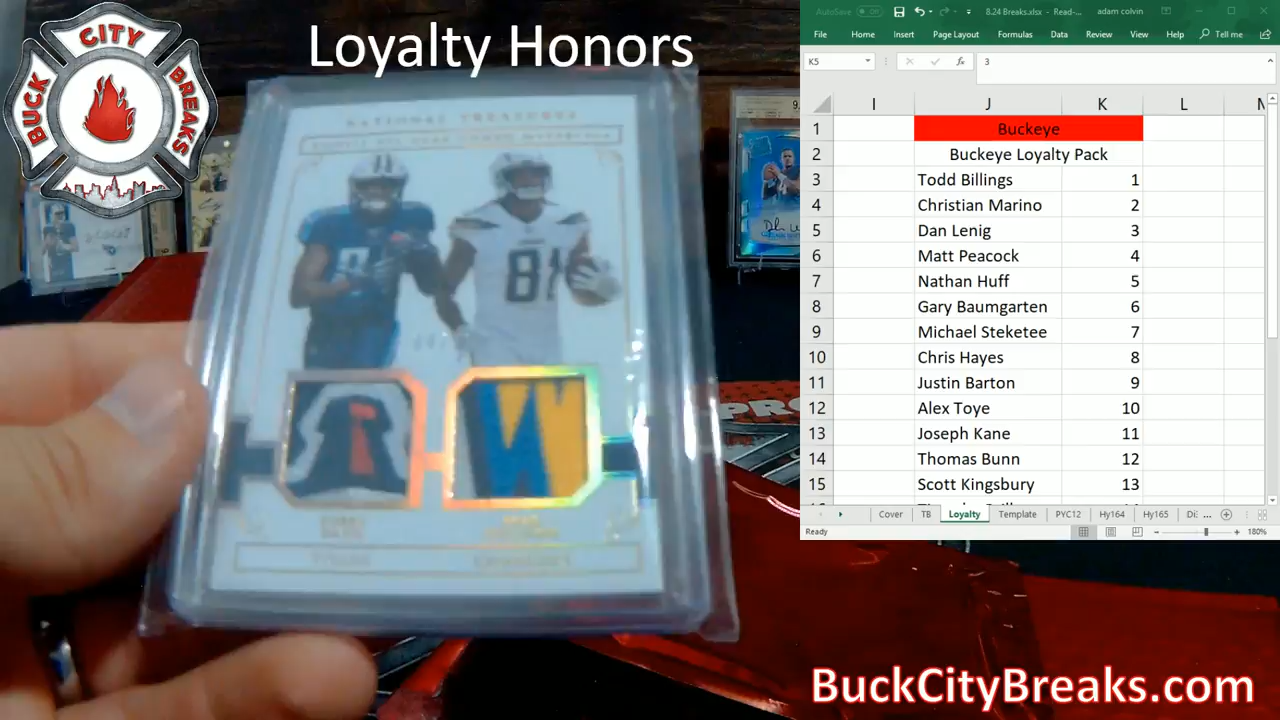 Loyalty Honors
CITY
BUCK
BREAKS
NATIONAL TREASURES
81
AutoSave
Off
8.24 Breaks.xlsx - Read-...
adam colvin
File Home Insert Page Layout Formulas Data Review View Help Tell me
K5
3
I J K L
1 Buckeye
2 Buckeye Loyalty Pack
3 Todd Billings 1
4 Christian Marino 2
5 Dan Lenig 3
6 Matt Peacock 4
7 Nathan Huff 5
8 Gary Baumgarten 6
9 Michael Steketee 7
10 Chris Hayes 8
11 Justin Barton 9
12 Alex Toye 10
13 Joseph Kane 11
14 Thomas Bunn 12
15 Scott Kingsbury 13
Cover TB Loyalty Template PYC12 Hy164 Hy165 Di ...
Ready
180%
BuckCityBreaks.com